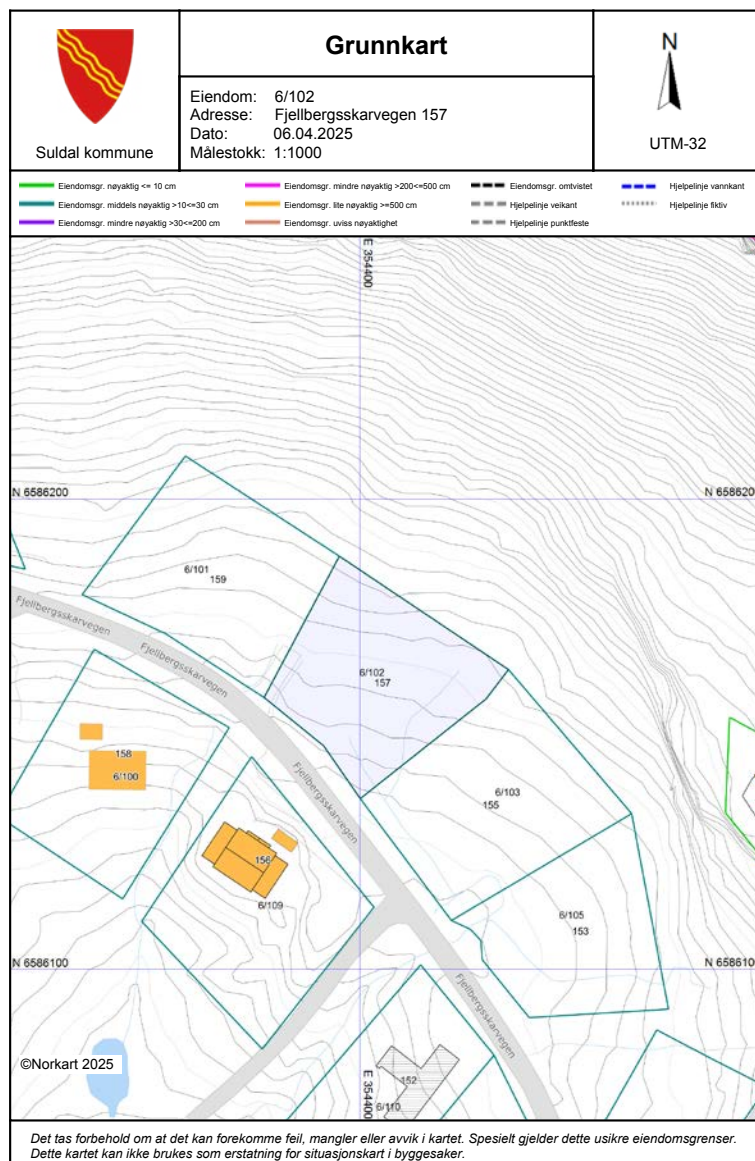 Grunnkart
Suldal kommune
Eiendom: 6/102
Adresse: Fjellbergsskarvegen 157
Dato: 06.04.2025
Målestokk: 1:1000
N
UTM-32
Eiendomsgr. nøyaktig <= 10 cm
Eiendomsgr. middels nøyaktig >10<=30 cm
Eiendomsgr. mindre nøyaktig >30<=200 cm
Eiendomsgr. mindre nøyaktig >200<=500 cm
Eiendomsgr. lite nøyaktig >=500 cm
Eiendomsgr. uviss nøyaktighet
Eiendomsgr. omtvistet
Hjelpelinje veikant
Hjelpelinje punktfeste
Hjelpelinje vannkant
Hjelpelinje fiktiv
E 354400
N 6586200
N 6586200
6/101
159
Fjellbergsskarvegen
Fjellbergsskarvegen
6/102
157
158
6/100
Fjellbergsskarvegen
6/103
155
156
6/109
6/105
153
N 6586100
N 6586100
Fjellbergsskarvegen
©Norkart 2025
E 354400
152
6/110
Det tas forbehold om at det kan forekomme feil, mangler eller avvik i kartet. Spesielt gjelder dette usikre eiendomsgrenser.
Dette kartet kan ikke brukes som erstatning for situasjonskart i byggesaker.